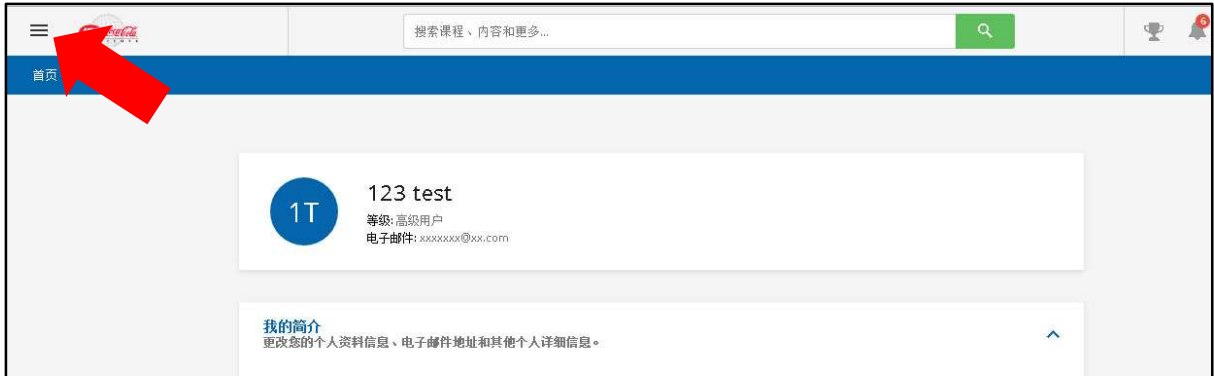 搜索课程、内容和更多...
6
首页
1T
123 test
等级: 高级用户
电子邮件: xxxxxxx@xx.com
我的简介
更改您的个人资料信息、电子邮件地址和其他个人详细信息。